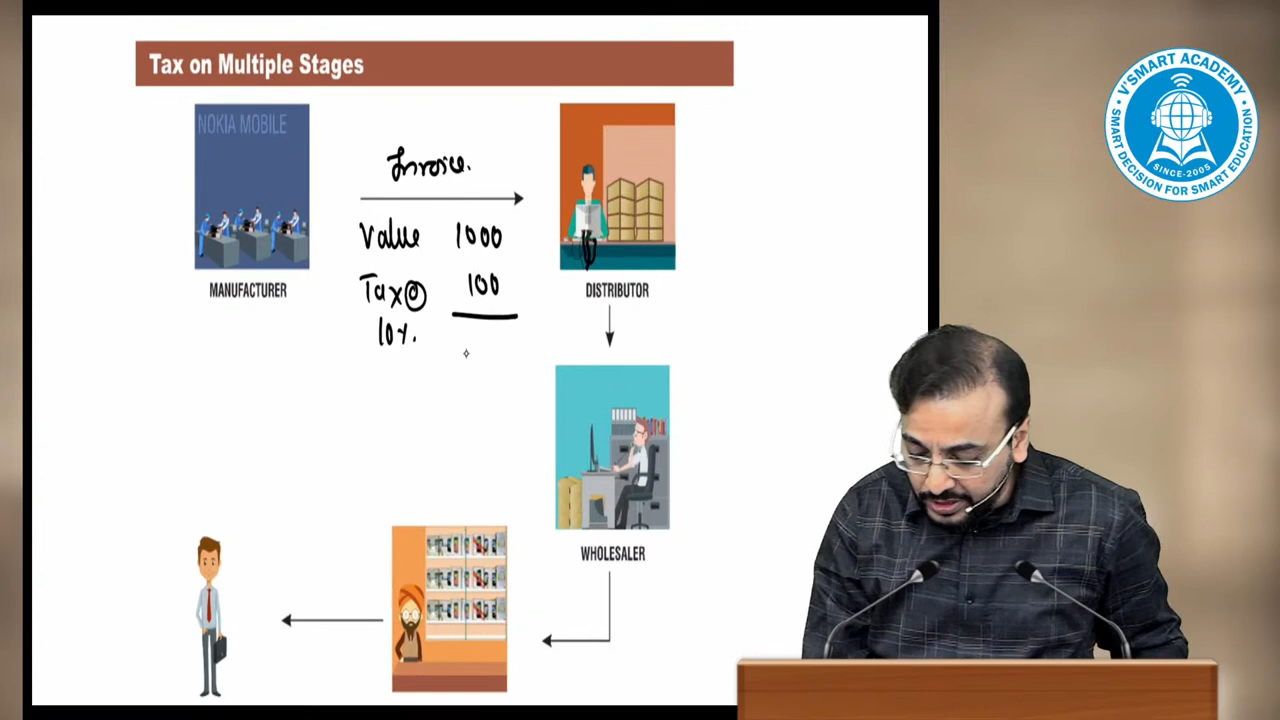 Tax on Multiple Stages
NOKIA MOBILE
Invoice.
Value 1000
Tax@ 100
10%.
MANUFACTURER
DISTRIBUTOR
WHOLESALER
V'SMART ACADEMY
SMART DECISION FOR SMART EDUCATION
SINCE-2005